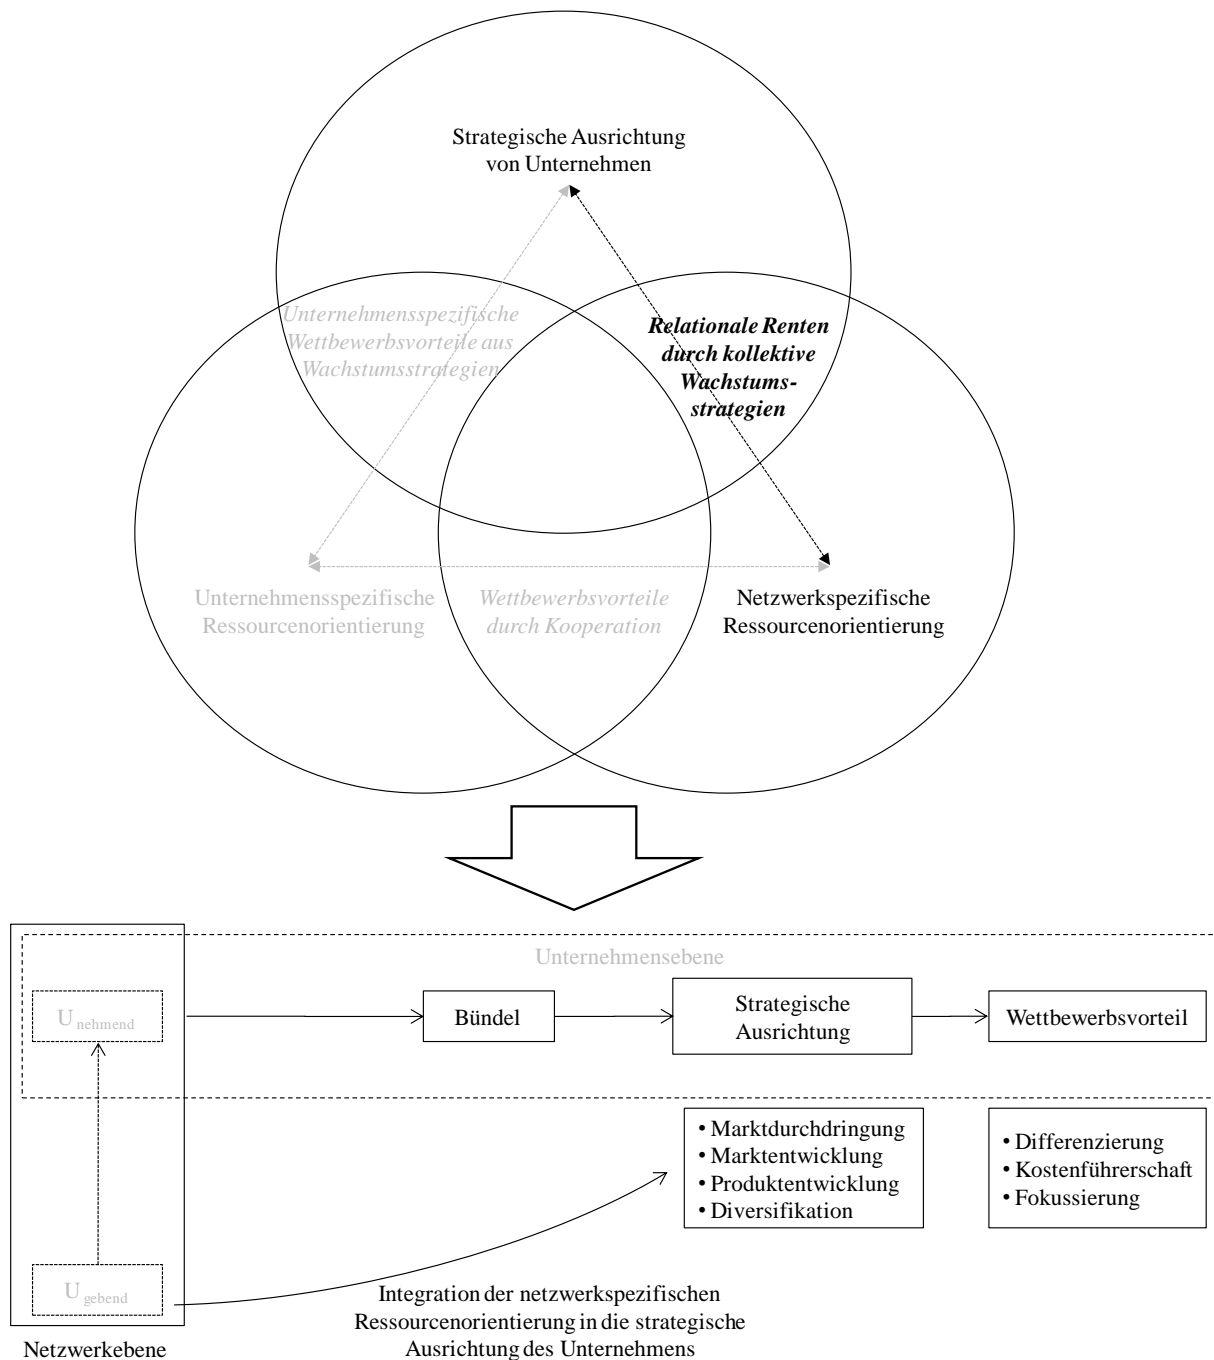 Strategische Ausrichtung
von Unternehmen
Unternehmensspezifische
Wettbewerbsvorteile aus
Wachstumsstrategien
Relationale Renten
durch kollektive
Wachstums-
strategien
Unternehmensspezifische
Ressourcenorientierung
Wettbewerbsvorteile
durch Kooperation
Netzwerkspezifische
Ressourcenorientierung
Unternehmensebene
U nehmend
Bündel
Strategische
Ausrichtung
Wettbewerbsvorteil
• Marktdurchdringung
• Marktentwicklung
• Produktentwicklung
• Diversifikation
• Differenzierung
• Kostenführerschaft
• Fokussierung
U gebend
Integration der netzwerkspezifischen
Ressourcenorientierung in die strategische
Ausrichtung des Unternehmens
Netzwerkebene